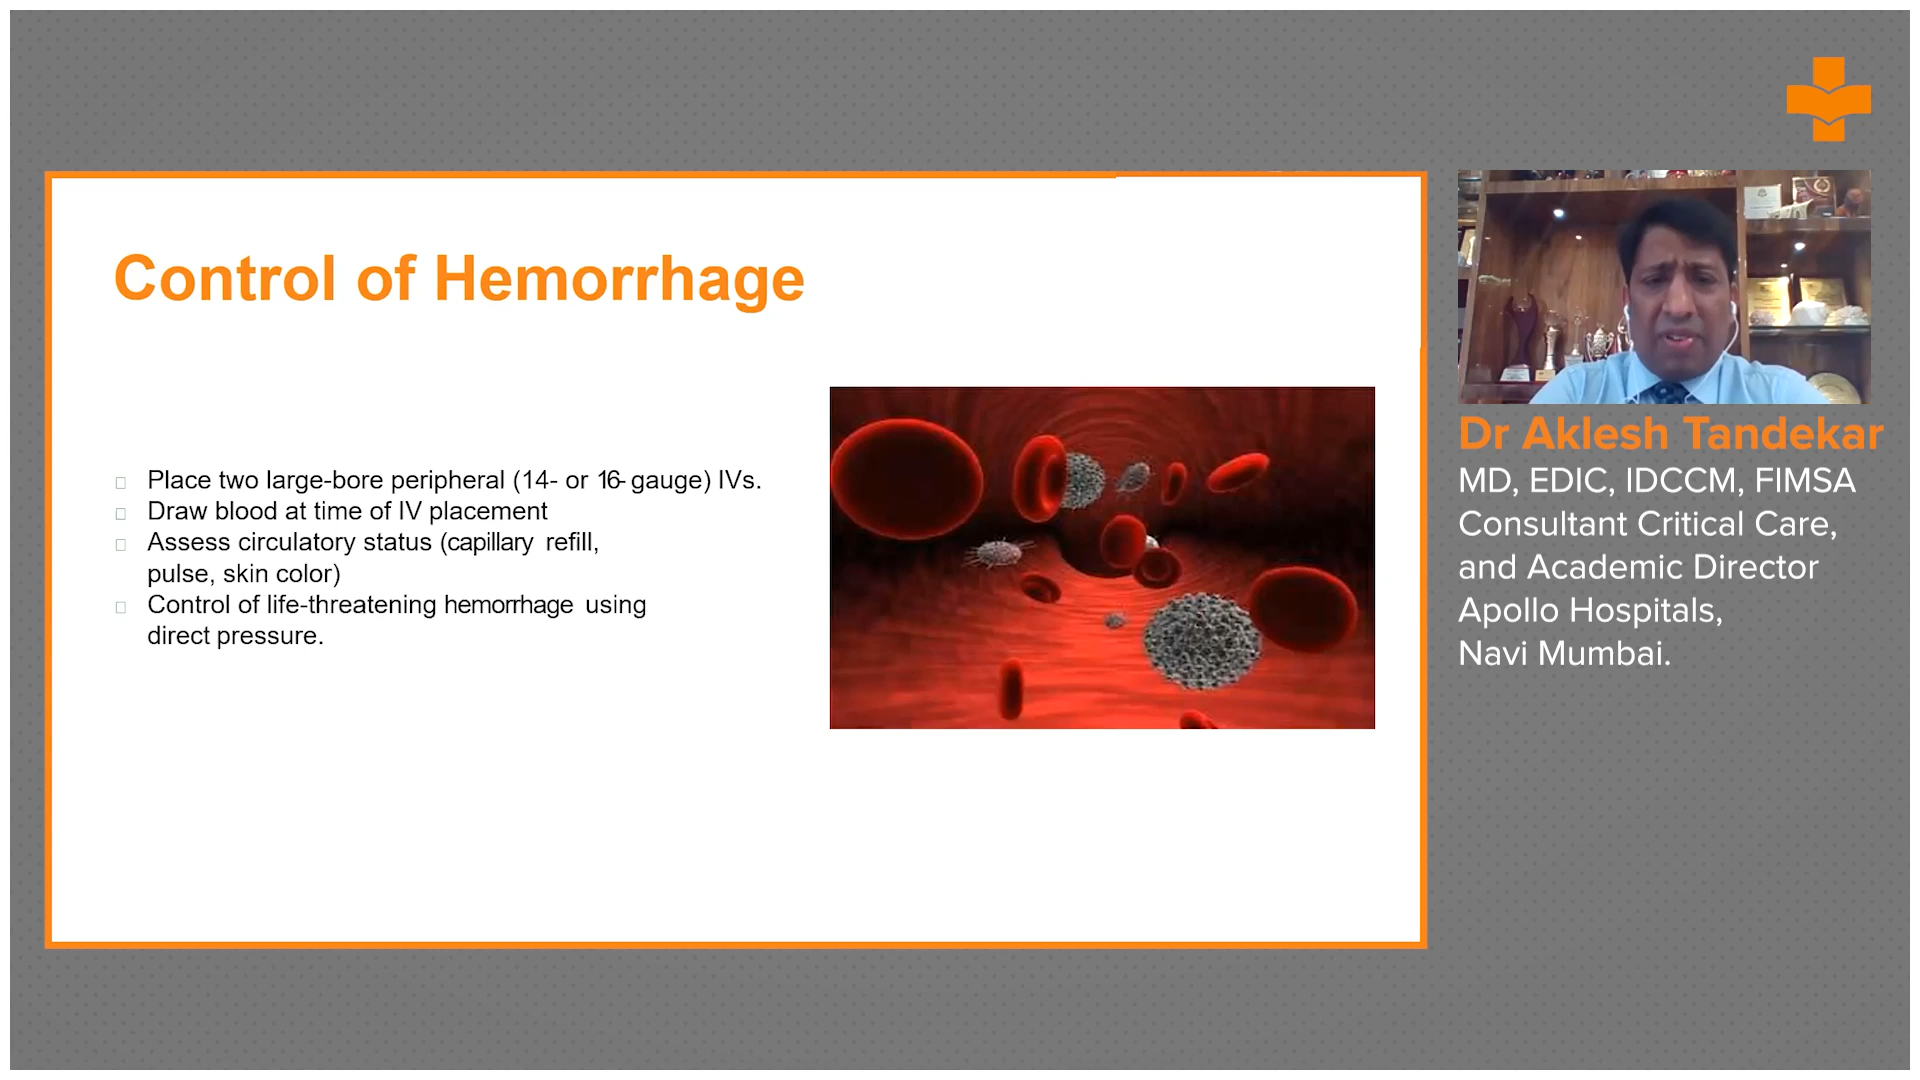 Control of Hemorrhage
Place two large-bore peripheral (14- or 16- gauge) IVs.
Draw blood at time of IV placement
Assess circulatory status (capillary refill,
pulse, skin color)
Control of life-threatening hemorrhage using
direct pressure.
Dr Aklesh Tandekar
MD, EDIC, IDCCM, FIMSA
Consultant Critical Care,
and Academic Director
Apollo Hospitals,
Navi Mumbai.